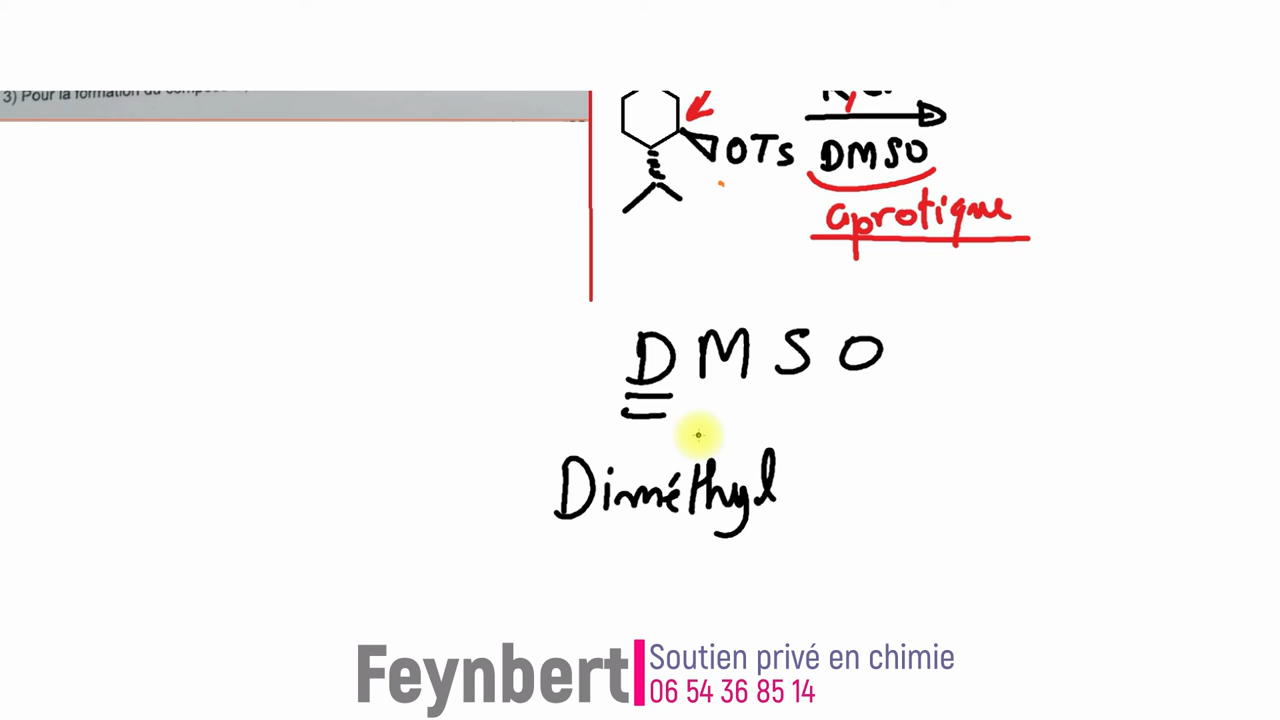 3) Pour la formation du
OTs
DMSO
aprotique
DMSO
Diméthyl
Feynbert
Soutien privé en chimie
06 54 36 85 14